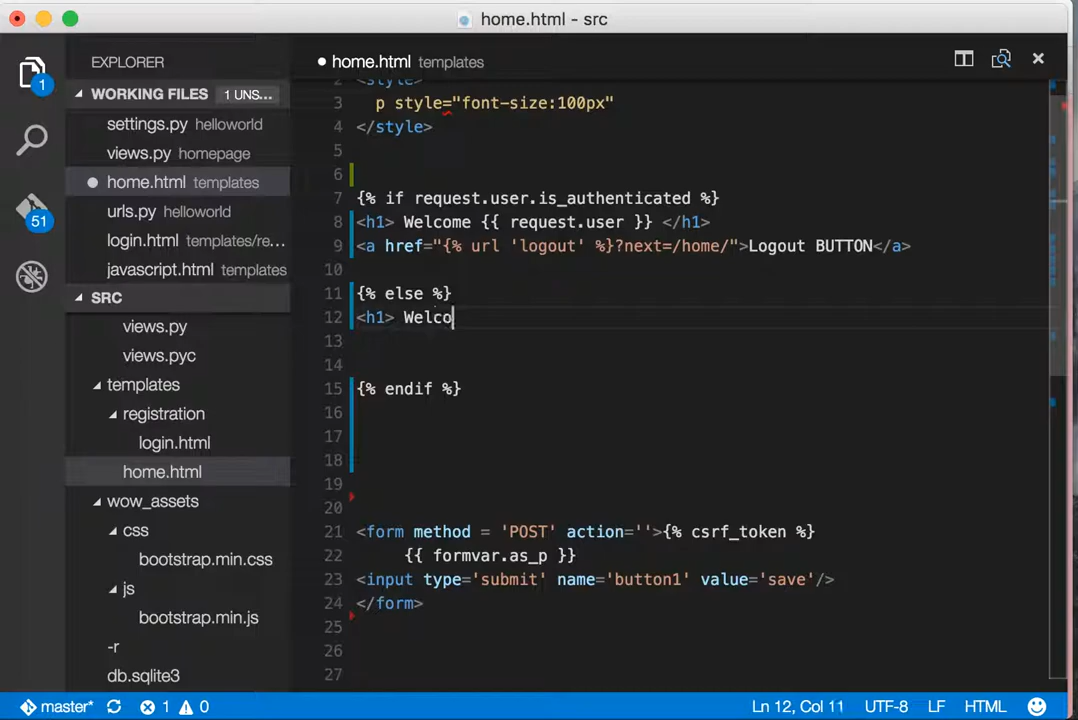 home.html - src
EXPLORER
WORKING FILES 1 UNS...
settings.py helloworld
views.py homepage
home.html templates
urls.py helloworld
login.html templates/re...
javascript.html templates
SRC
views.py
views.pyc
templates
registration
login.html
home.html
wow_assets
css
bootstrap.min.css
js
bootstrap.min.js
-r
db.sqlite3
1
51
home.html templates
2 <style>
3 p style="font-size:100px"
4 </style>
5
6
7 {% if request.user.is_authenticated %}
8 <h1> Welcome {{ request.user }} </h1>
9 <a href="{% url 'logout' %}?next=/home/">Logout BUTTON</a>
10
11 {% else %}
12 <h1> Welco
13
14
15 {% endif %}
16
17
18
19
20
21 <form method = 'POST' action=''>{% csrf_token %}
22 {{ formvar.as_p }}
23 <input type='submit' name='button1' value='save'/>
24 </form>
25
26
27
master* 1 0 Ln 12, Col 11 UTF-8 LF HTML